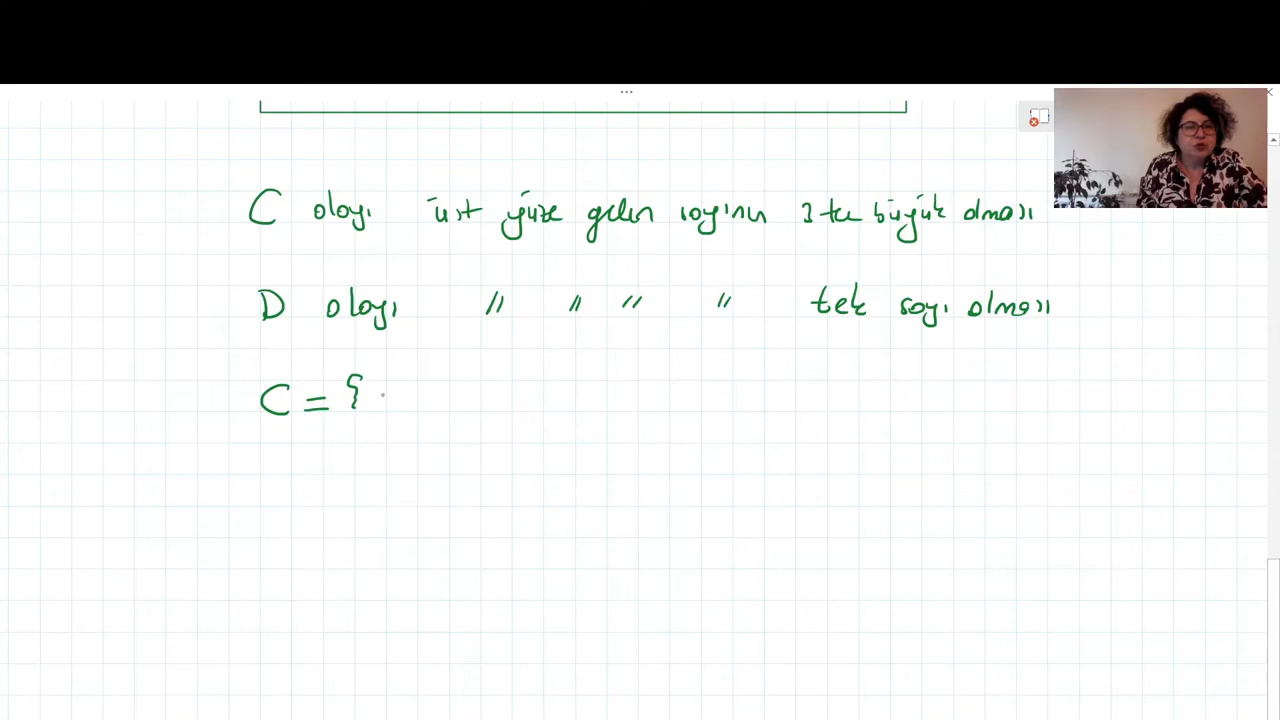 C olayı üst yüze gelen sayının 3 ten büyük olması
D olayı " " " " tek sayı olması
C = {